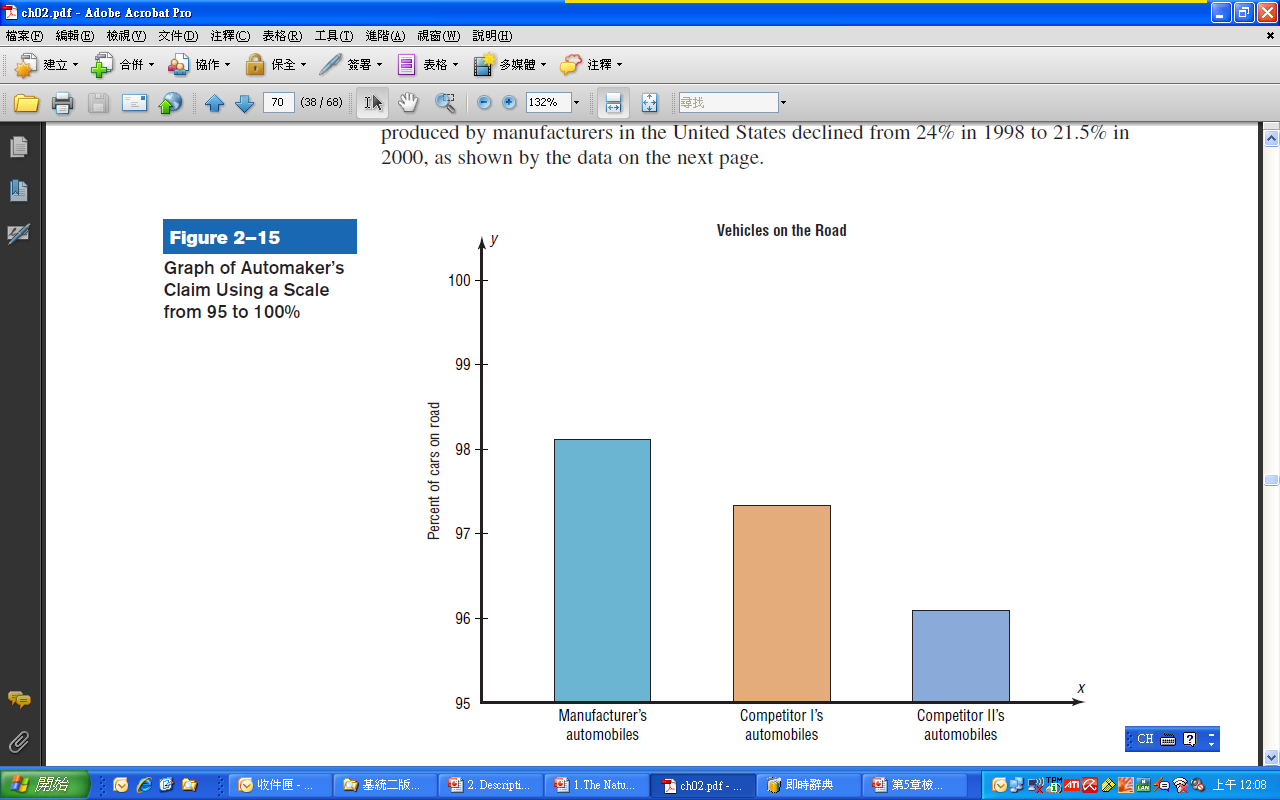 ch02.pdf - Adobe Acrobat Pro
檔案(F) 編輯(E) 檢視(V) 文件(D) 注釋(C) 表格(R) 工具(T) 進階(A) 視窗(W) 說明(H)
建立 合併 協作 保全 簽署 表格 多媒體 注釋
70 (38 / 68) 132% 尋找
produced by manufacturers in the United States declined from 24% in 1998 to 21.5% in
2000, as shown by the data on the next page.
Figure 2–15
Graph of Automaker's
Claim Using a Scale
from 95 to 100%
Vehicles on the Road
y
100
99
98
97
96
95
Percent of cars on road
x
Manufacturer's
automobiles
Competitor I's
automobiles
Competitor II's
automobiles
CH
開始 收件匣 - ... 基統二版... 2. Descripti... 1.The Natu... ch02.pdf - ... 即時辭典 第5章檢... 上午 12:08